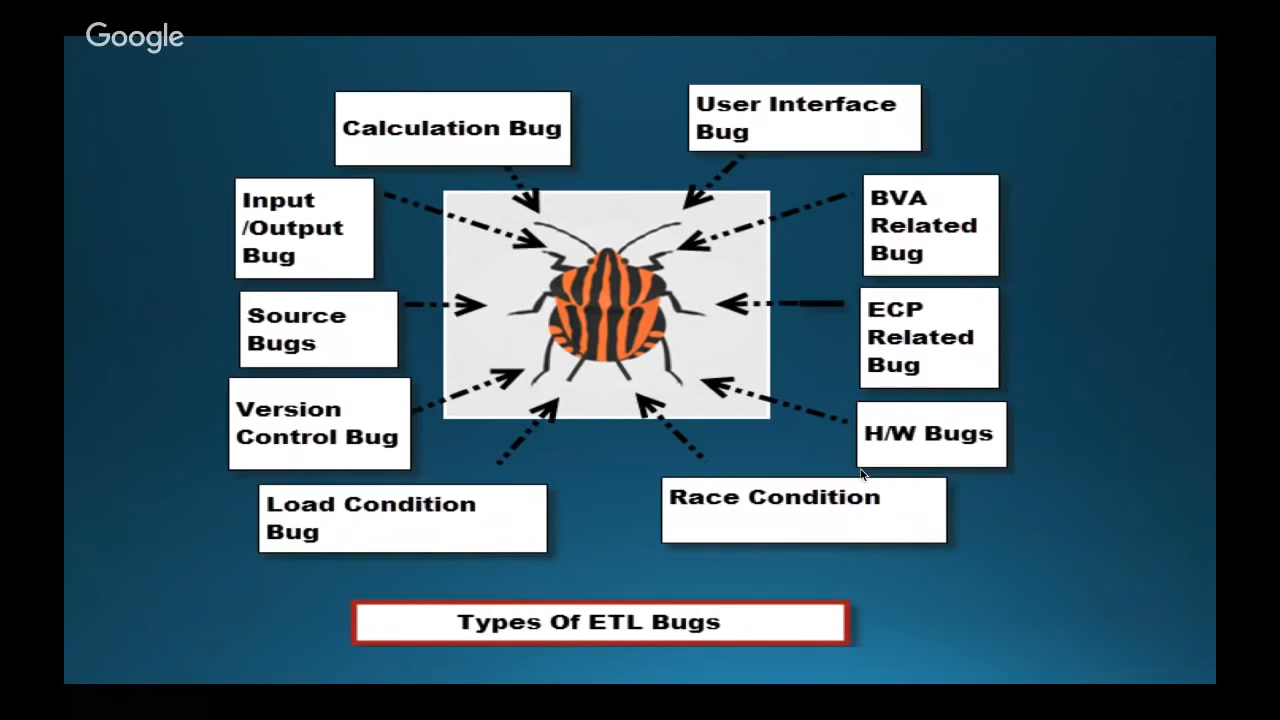 Google
Calculation Bug
User Interface
Bug
Input
/Output
Bug
BVA
Related
Bug
Source
Bugs
ECP
Related
Bug
Version
Control Bug
H/W Bugs
Load Condition
Bug
Race Condition
Types Of ETL Bugs